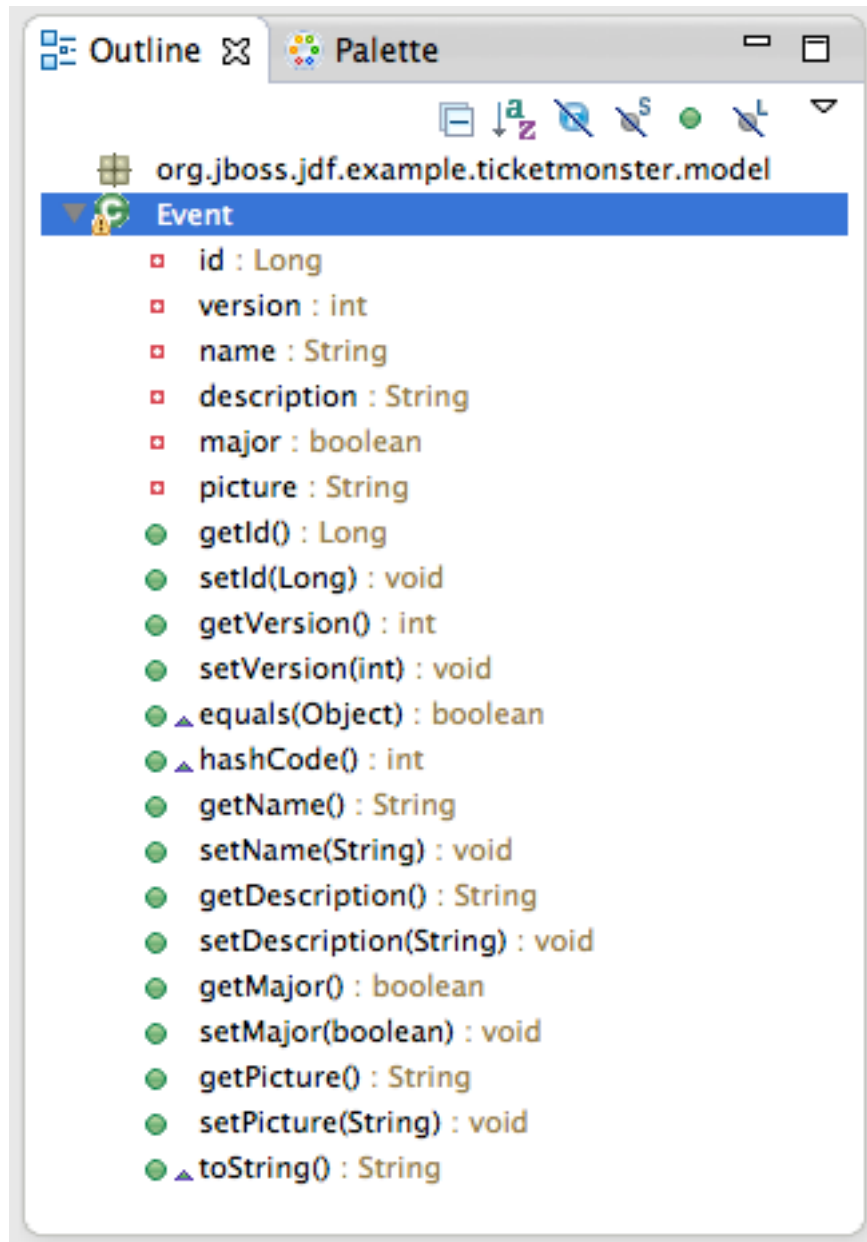 Outline Palette
a
z S L
org.jboss.jdf.example.ticketmonster.model
C Event
id : Long
version : int
name : String
description : String
major : boolean
picture : String
getId() : Long
setId(Long) : void
getVersion() : int
setVersion(int) : void
equals(Object) : boolean
hashCode() : int
getName() : String
setName(String) : void
getDescription() : String
setDescription(String) : void
getMajor() : boolean
setMajor(boolean) : void
getPicture() : String
setPicture(String) : void
toString() : String